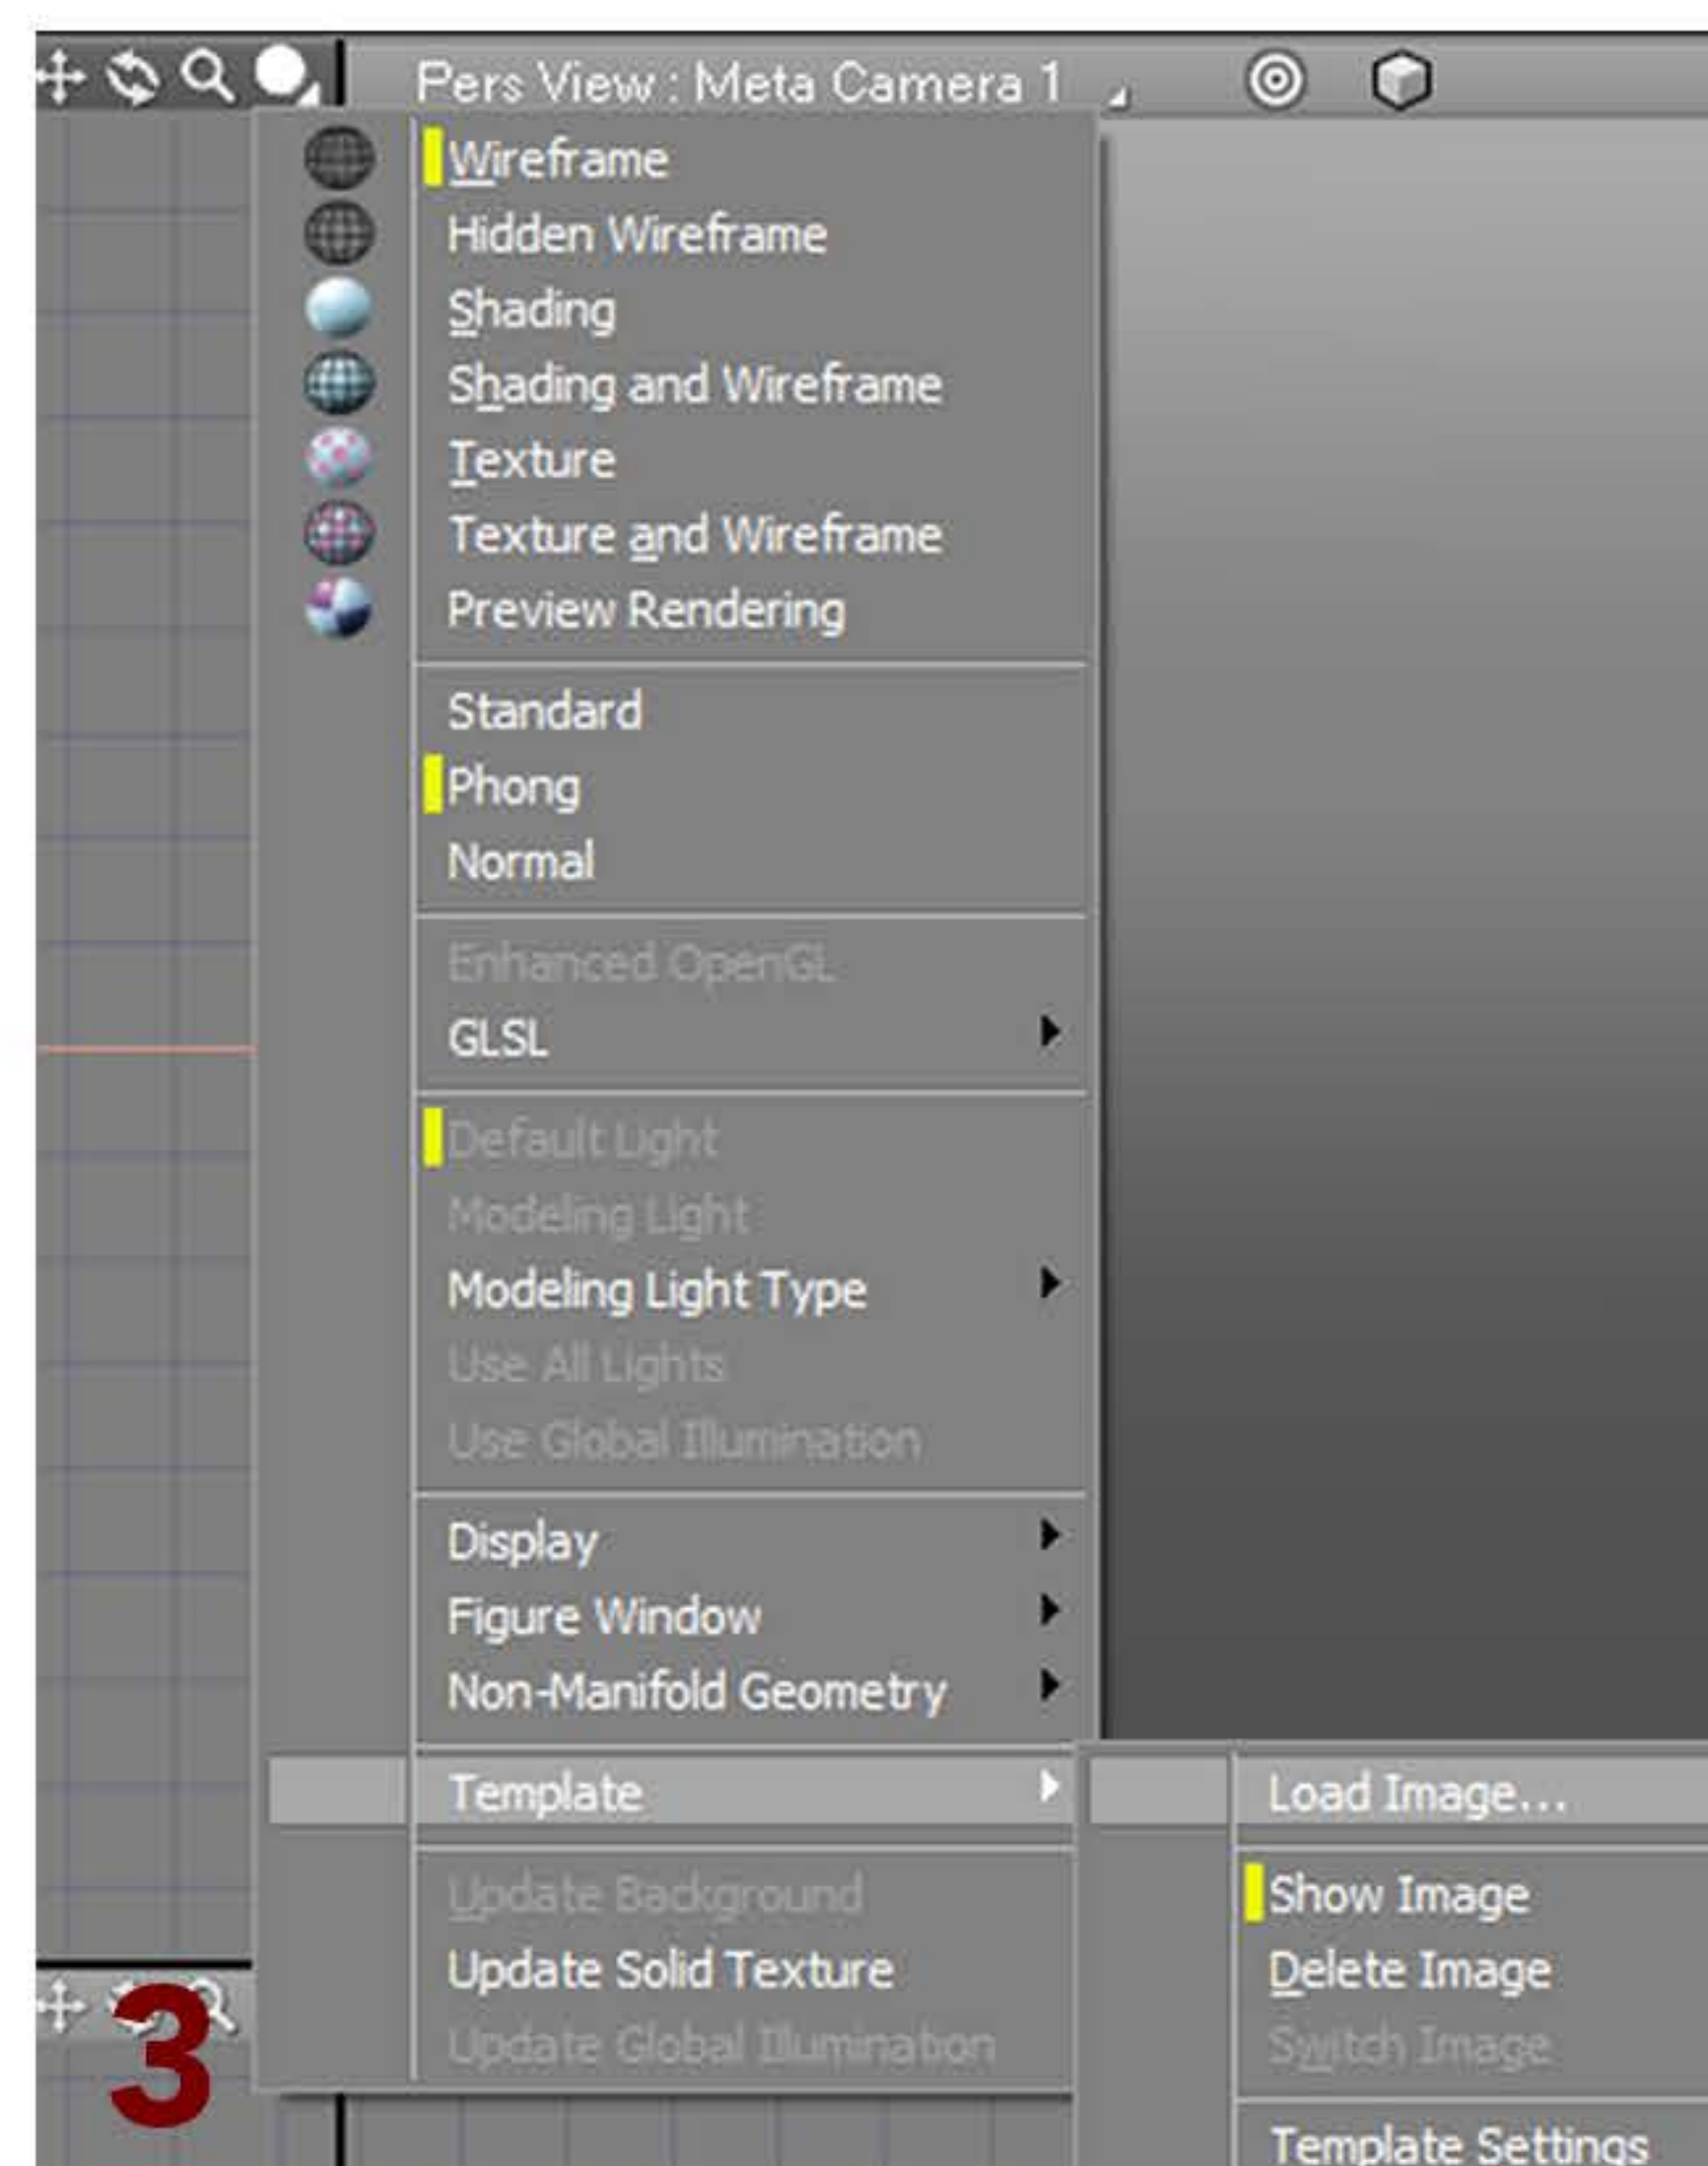 Pers View : Meta Camera 1
Wireframe
Hidden Wireframe
Shading
Shading and Wireframe
Texture
Texture and Wireframe
Preview Rendering
Standard
Phong
Normal
Enhanced OpenGL
GLSL
Default Light
Modeling Light
Modeling Light Type
Use All Lights
Use Global Illumination
Display
Figure Window
Non-Manifold Geometry
Template
Load Image...
Update Background
Show Image
Update Solid Texture
Delete Image
Update Global Illumination
Switch Image
Template Settings
3